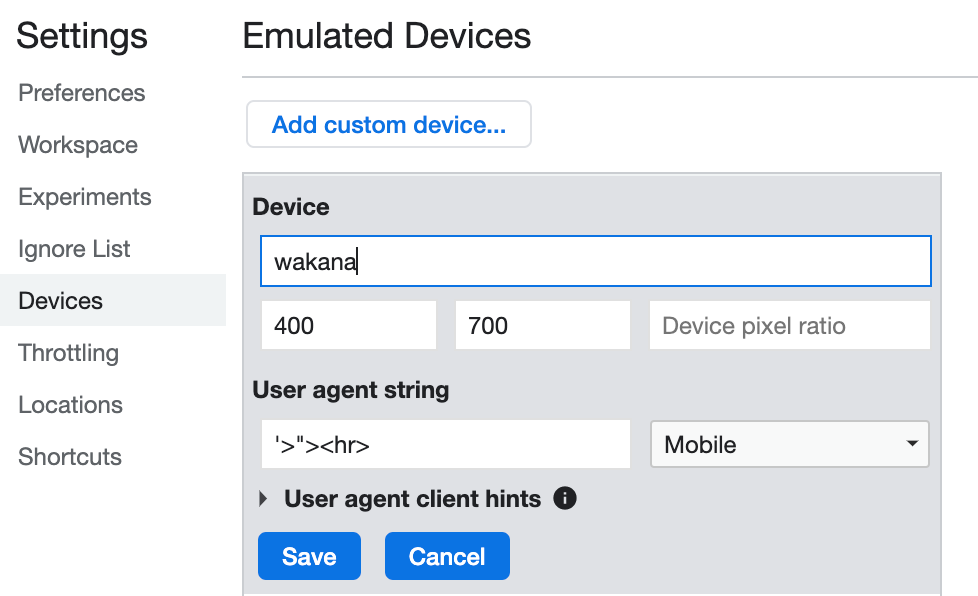 Settings
Preferences
Workspace
Experiments
Ignore List
Devices
Throttling
Locations
Shortcuts
Emulated Devices
Add custom device...
Device
wakana
400 700 Device pixel ratio
User agent string
'>"><hr> Mobile
User agent client hints
Save Cancel